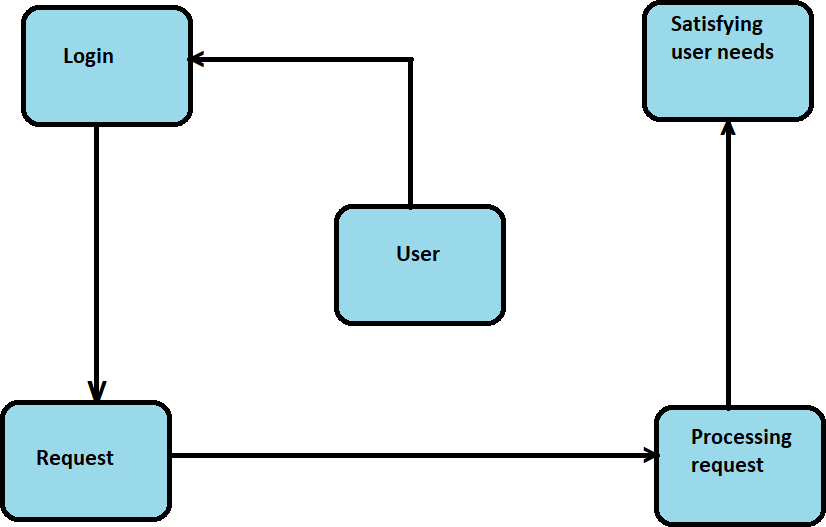 Login
Satisfying
user needs
User
Request
Processing
request